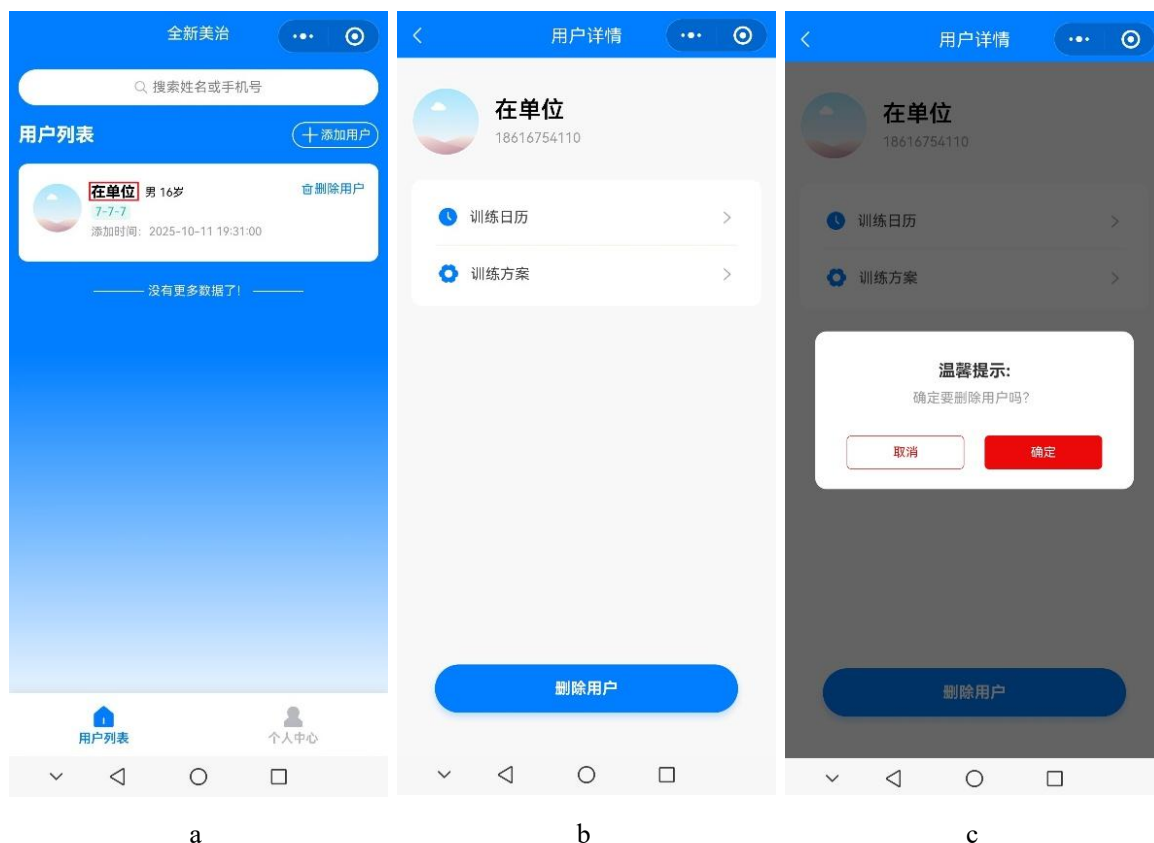 全新美治
搜索姓名或手机号
用户列表
添加用户
在单位 男 16岁
删除用户
7-7-7
添加时间: 2025-10-11 19:31:00
没有更多数据了!
用户列表
个人中心
a
用户详情
在单位
18616754110
训练日历
训练方案
删除用户
b
用户详情
在单位
18616754110
训练日历
训练方案
温馨提示:
确定要删除用户吗?
取消
确定
删除用户
c